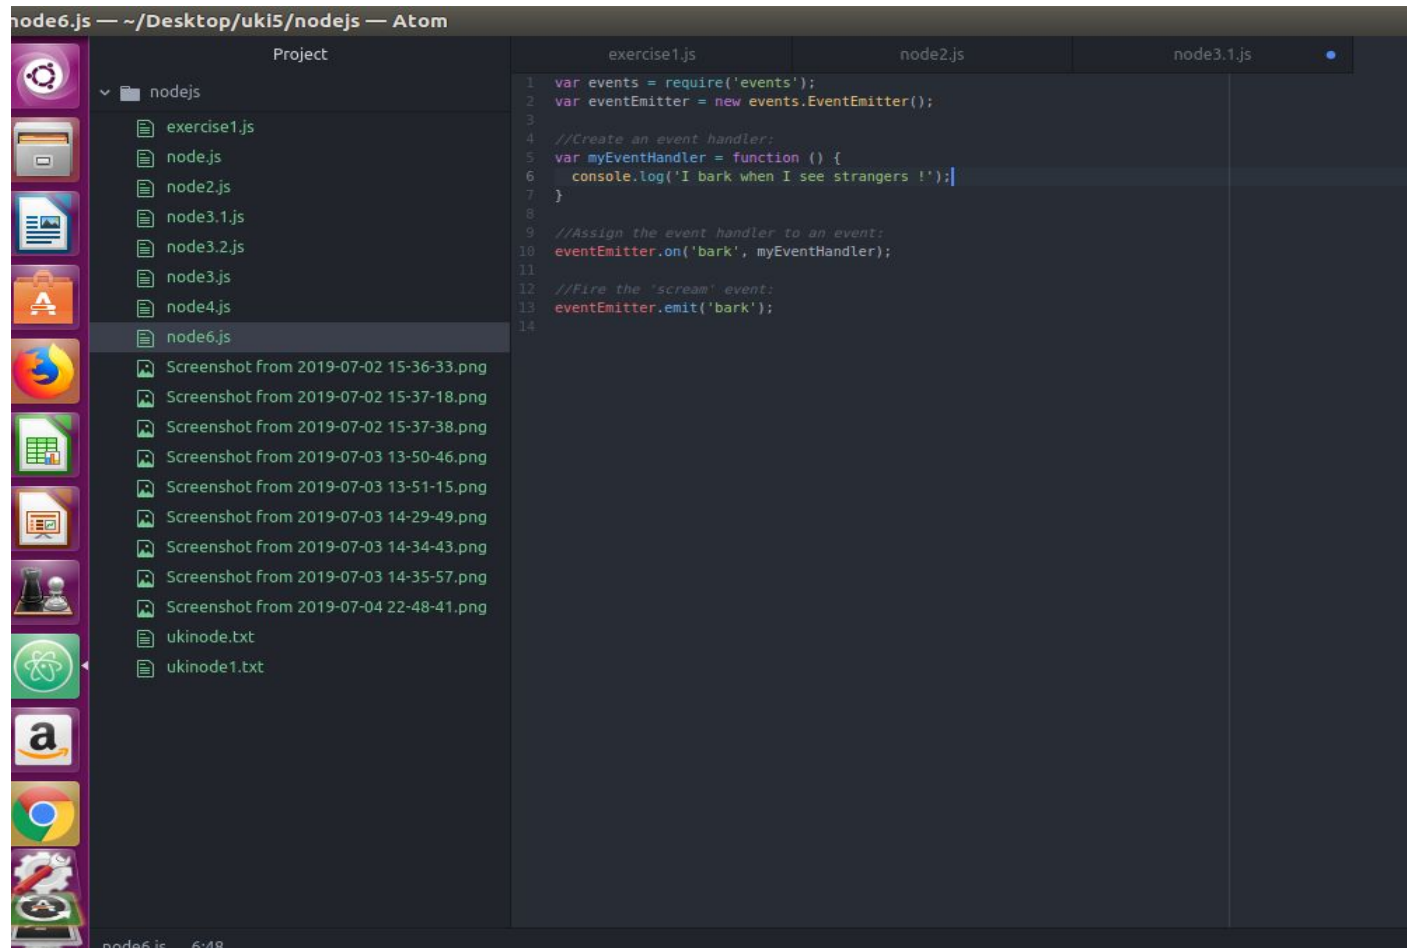 node6.js — ~/Desktop/uki5/nodejs — Atom
Project
nodejs
exercise1.js
node.js
node2.js
node3.1.js
node3.2.js
node3.js
node4.js
node6.js
Screenshot from 2019-07-02 15-36-33.png
Screenshot from 2019-07-02 15-37-18.png
Screenshot from 2019-07-02 15-37-38.png
Screenshot from 2019-07-03 13-50-46.png
Screenshot from 2019-07-03 13-51-15.png
Screenshot from 2019-07-03 14-29-49.png
Screenshot from 2019-07-03 14-34-43.png
Screenshot from 2019-07-03 14-35-57.png
Screenshot from 2019-07-04 22-48-41.png
ukinode.txt
ukinode1.txt
exercise1.js node2.js node3.1.js
1 var events = require('events');
2 var eventEmitter = new events.EventEmitter();
3
4 //Create an event handler:
5 var myEventHandler = function () {
6 console.log('I bark when I see strangers !');
7 }
8
9 //Assign the event handler to an event:
10 eventEmitter.on('bark', myEventHandler);
11
12 //Fire the 'scream' event:
13 eventEmitter.emit('bark');
14
a
node6.js 6:48